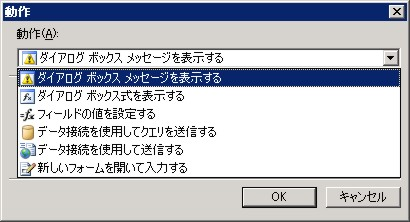 動作
動作(A):
ダイアログ ボックス メッセージを表示する
ダイアログ ボックス メッセージを表示する
ダイアログ ボックス式を表示する
フィールドの値を設定する
データ接続を使用してクエリを送信する
データ接続を使用して送信する
新しいフォームを開いて入力する
OK
キャンセル